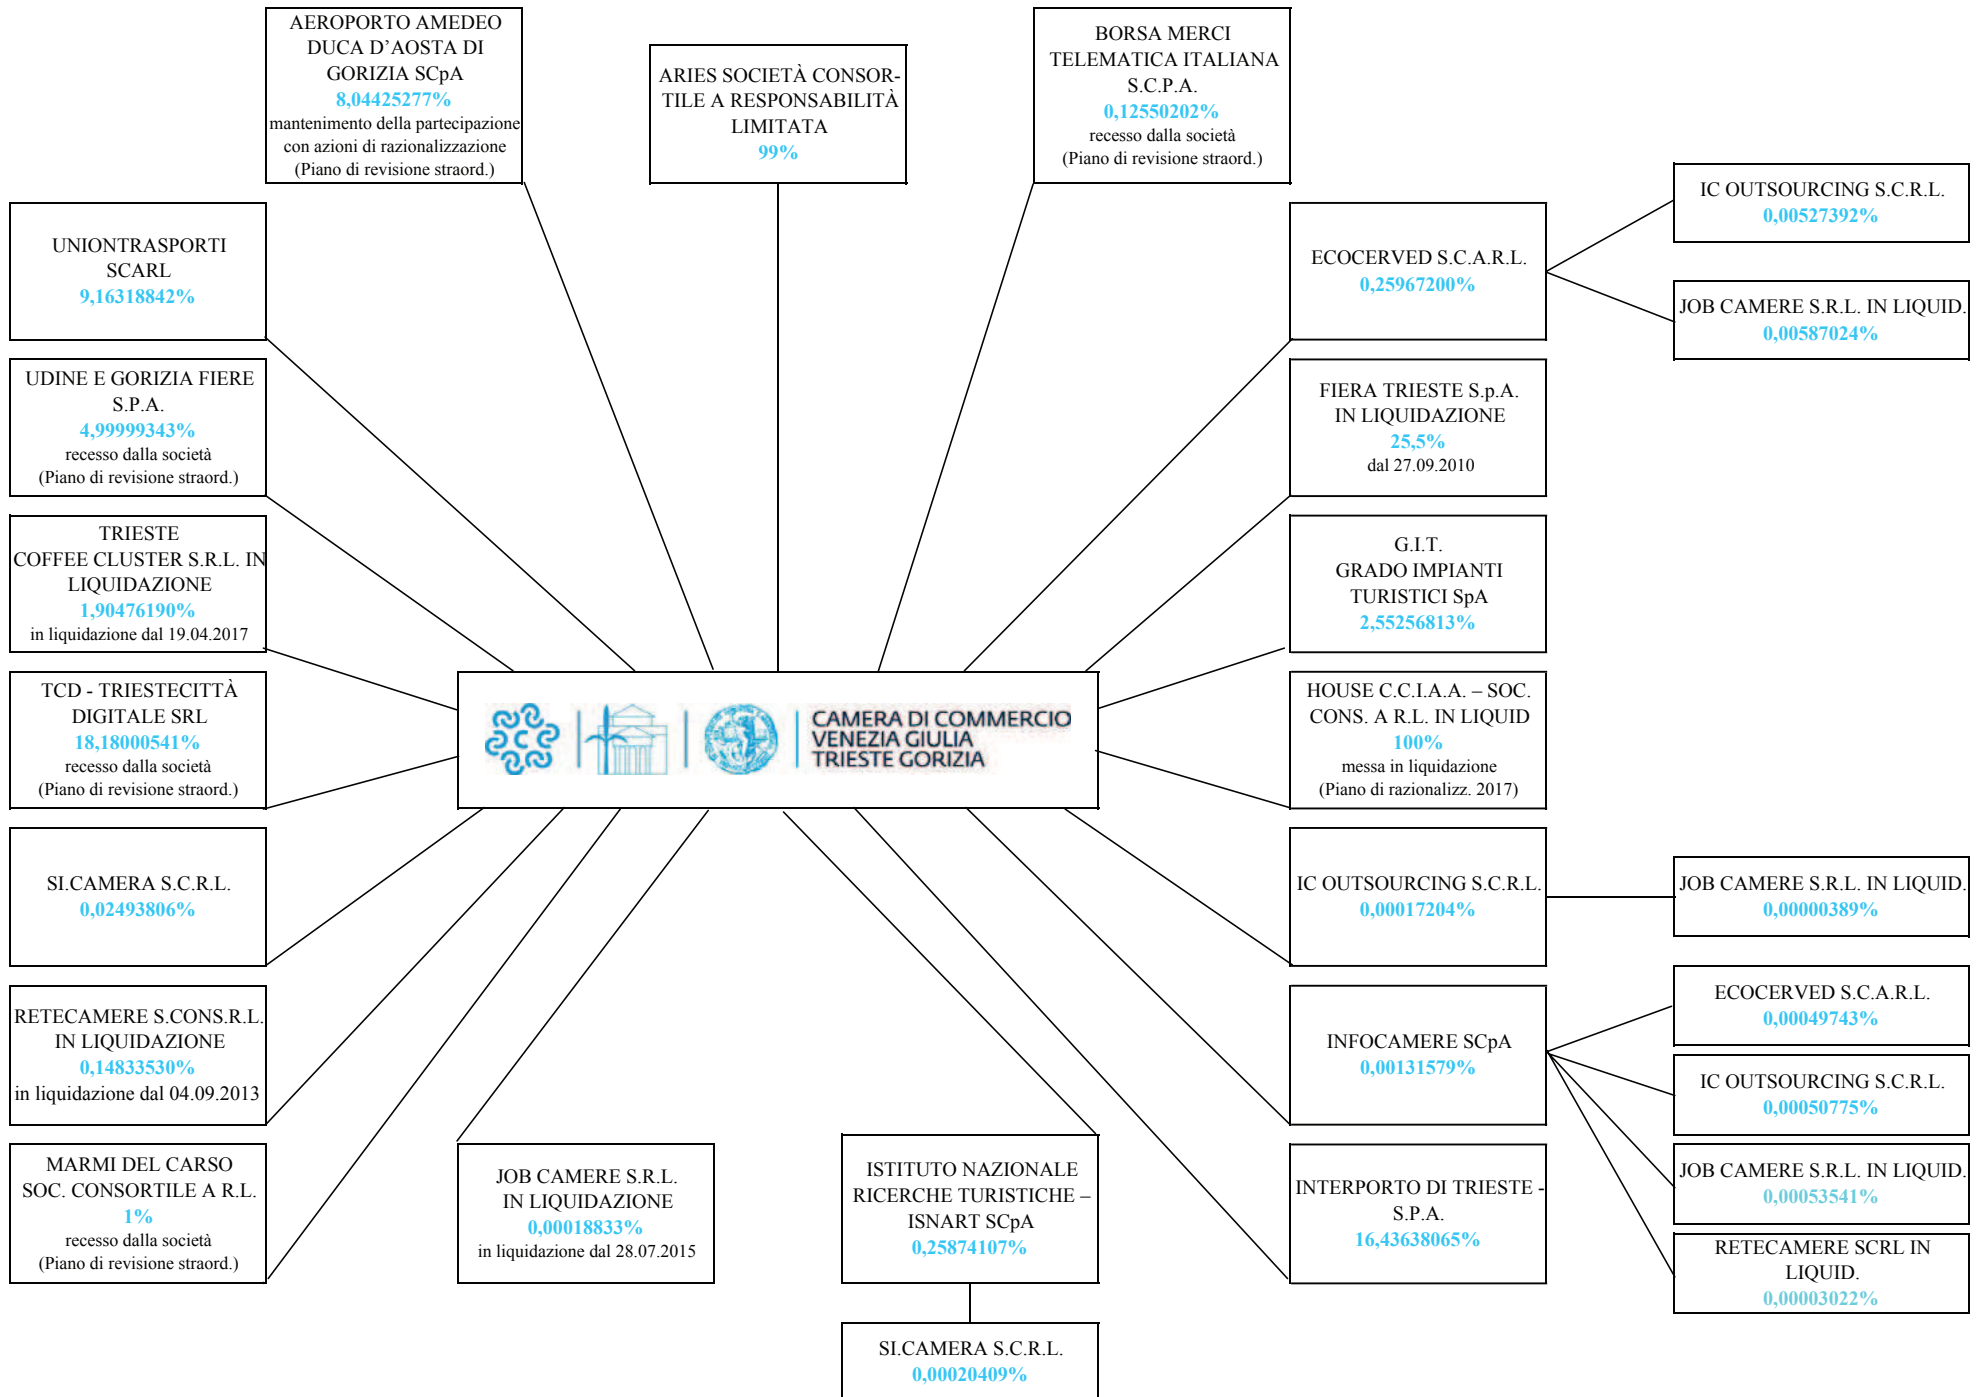 AEROPORTO AMEDEO
DUCA D'AOSTA DI
GORIZIA SCpA
8,04425277%
mantenimento della partecipazione
con azioni di razionalizzazione
(Piano di revisione straord.)
ARIES SOCIETÀ CONSOR-
TILE A RESPONSABILITÀ
LIMITATA
99%
BORSA MERCI
TELEMATICA ITALIANA
S.C.P.A.
0,12550202%
recesso dalla società
(Piano di revisione straord.)
UNIONTRASPORTI
SCARL
9,16318842%
UDINE E GORIZIA FIERE
S.P.A.
4,99999343%
recesso dalla società
(Piano di revisione straord.)
TRIESTE
COFFEE CLUSTER S.R.L. IN
LIQUIDAZIONE
1,90476190%
in liquidazione dal 19.04.2017
TCD - TRIESTECITTÀ
DIGITALE SRL
18,18000541%
recesso dalla società
(Piano di revisione straord.)
SI.CAMERA S.C.R.L.
0,02493806%
RETECAMERE S.CONS.R.L.
IN LIQUIDAZIONE
0,14833530%
in liquidazione dal 04.09.2013
MARMI DEL CARSO
SOC. CONSORTILE A R.L.
1%
recesso dalla società
(Piano di revisione straord.)
CAMERA DI COMMERCIO
VENEZIA GIULIA
TRIESTE GORIZIA
JOB CAMERE S.R.L.
IN LIQUIDAZIONE
0,00018833%
in liquidazione dal 28.07.2015
ISTITUTO NAZIONALE
RICERCHE TURISTICHE –
ISNART SCpA
0,25874107%
SI.CAMERA S.C.R.L.
0,00020409%
ECOCERVED S.C.A.R.L.
0,25967200%
FIERA TRIESTE S.p.A.
IN LIQUIDAZIONE
25,5%
dal 27.09.2010
G.I.T.
GRADO IMPIANTI
TURISTICI SpA
2,55256813%
HOUSE C.C.I.A.A. – SOC.
CONS. A R.L. IN LIQUID
100%
messa in liquidazione
(Piano di razionalizz. 2017)
IC OUTSOURCING S.C.R.L.
0,00017204%
INFOCAMERE SCpA
0,00131579%
INTERPORTO DI TRIESTE -
S.P.A.
16,43638065%
IC OUTSOURCING S.C.R.L.
0,00527392%
JOB CAMERE S.R.L. IN LIQUID.
0,00587024%
JOB CAMERE S.R.L. IN LIQUID.
0,00000389%
ECOCERVED S.C.A.R.L.
0,00049743%
IC OUTSOURCING S.C.R.L.
0,00050775%
JOB CAMERE S.R.L. IN LIQUID.
0,00053541%
RETECAMERE SCRL IN
LIQUID.
0,00003022%